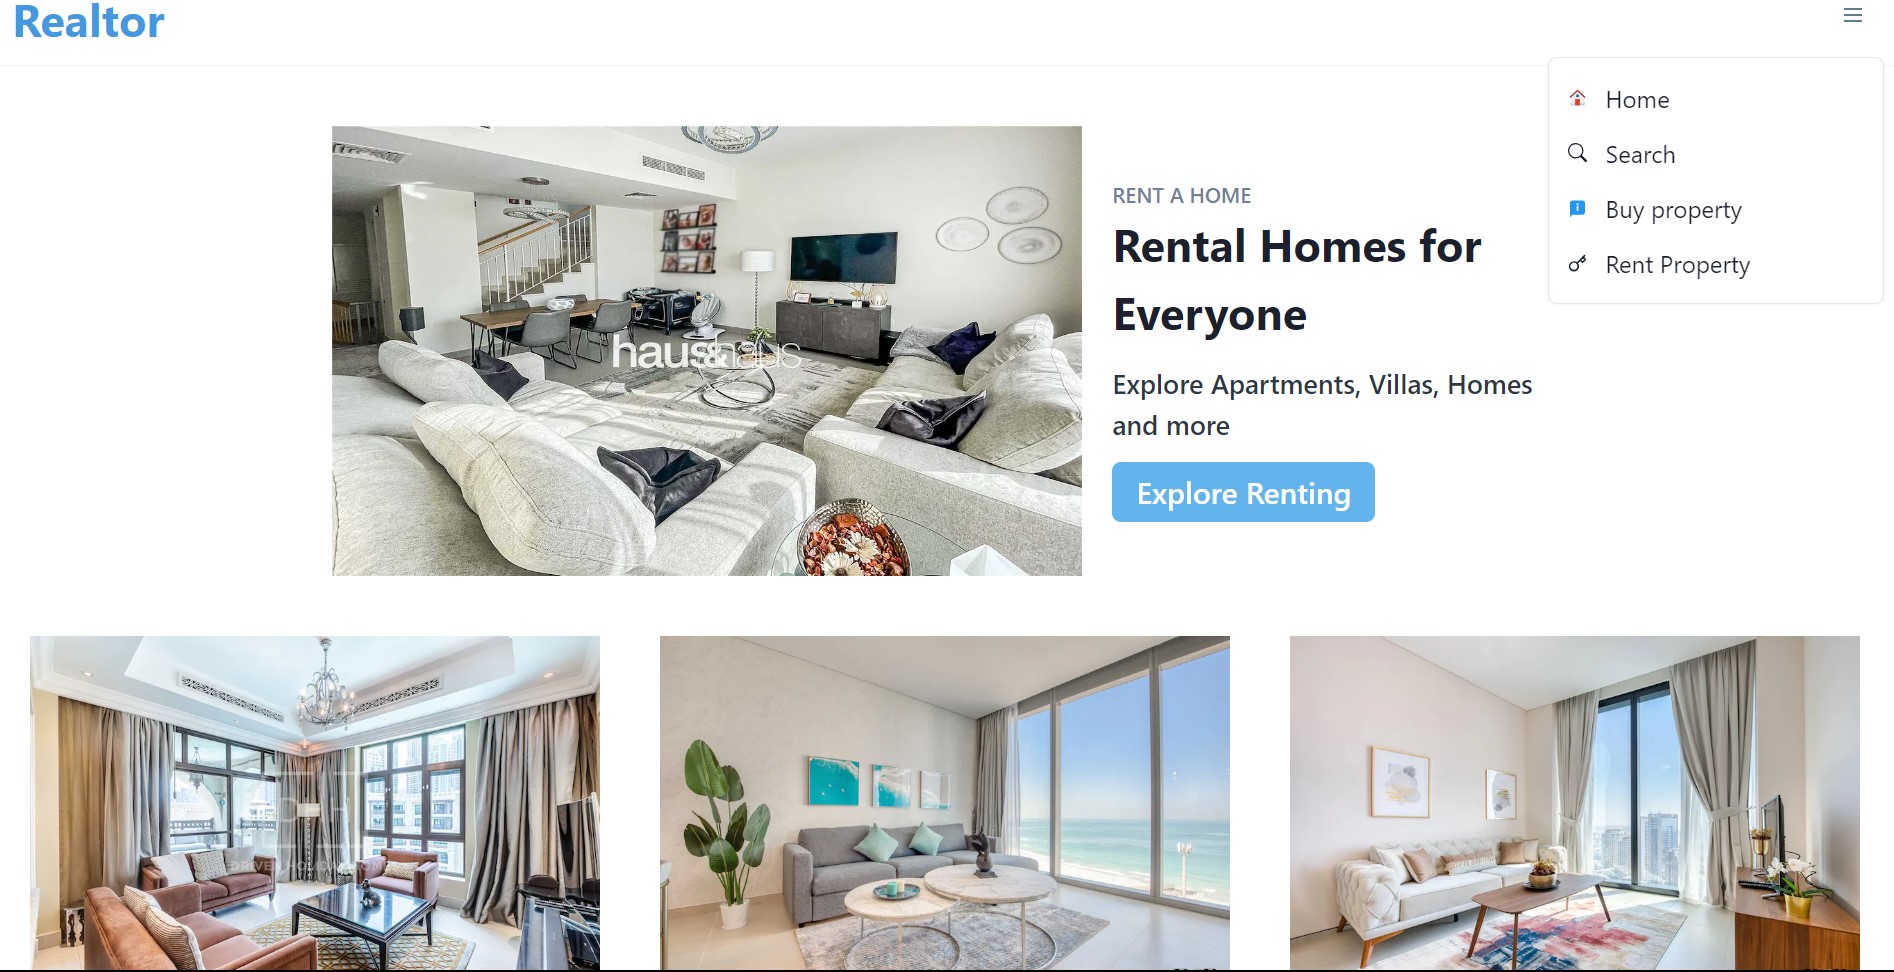 Realtor
Home
Search
Buy property
Rent Property
RENT A HOME
Rental Homes for
Everyone
Explore Apartments, Villas, Homes
and more
Explore Renting
haus&haus